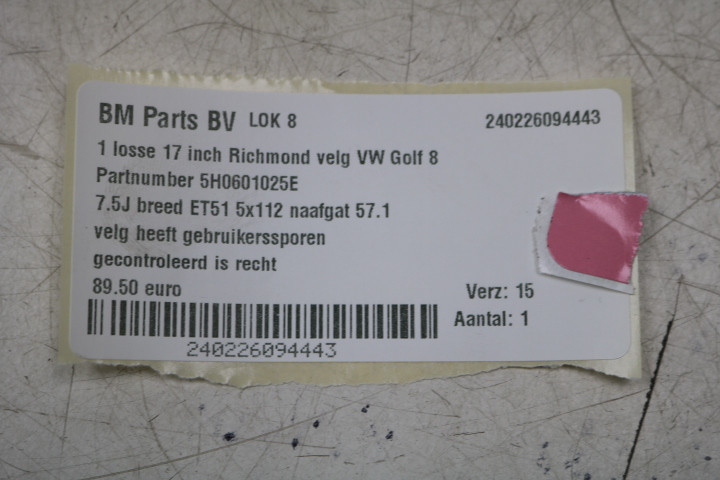 BM Parts BV LOK 8 240226094443
1 losse 17 inch Richmond velg VW Golf 8
Partnumber 5H0601025E
7.5J breed ET51 5x112 naafgat 57.1
velg heeft gebruikerssporen
gecontroleerd is recht
89.50 euro Verz: 15
Aantal: 1
240226094443